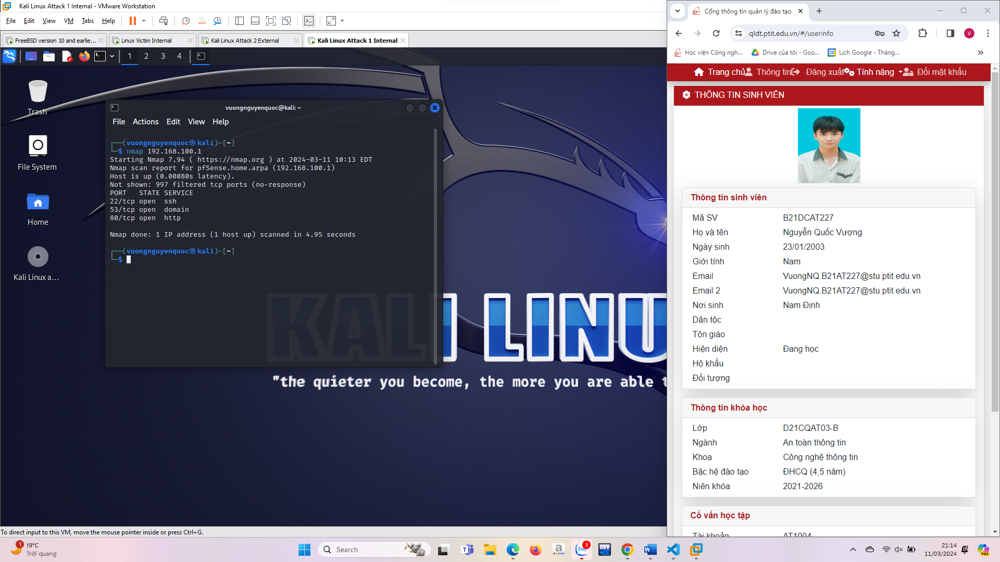 Kali Linux Attack 1 Internal - VMware Workstation
File Edit View VM Tabs Help
FreeBSD version 10 and earlie...
Linux Victim Internal
Kali Linux Attack 2 External
Kali Linux Attack 1 Internal
1 2 3 4
Trash
File System
Home
Kali Linux a...
vuongnguyenquoc@kali: ~
File Actions Edit View Help
┌──(vuongnguyenquoc㉿kali)-[~]
└─$ nmap 192.168.100.1
Starting Nmap 7.94 ( https://nmap.org ) at 2024-03-11 10:13 EDT
Nmap scan report for pfSense.home.arpa (192.168.100.1)
Host is up (0.00080s latency).
Not shown: 997 filtered tcp ports (no-response)
PORT   STATE SERVICE
22/tcp open  ssh
53/tcp open  domain
80/tcp open  http
Nmap done: 1 IP address (1 host up) scanned in 4.95 seconds
┌──(vuongnguyenquoc㉿kali)-[~]
└─$
KALI LINU
"the quieter you become, the more you are able t
To direct input to this VM, move the mouse pointer inside or press Ctrl+G.
Cổng thông tin quản lý đào tạo
qldt.ptit.edu.vn/#/userinfo
V
Học viện Công ngh...
Drive của tôi - Goo...
28
Lịch Google - Tháng...
Trang chủ Thông tin Đăng xuất Tính năng Đổi mật khẩu
THÔNG TIN SINH VIÊN
Thông tin sinh viên
Mã SV B21DCAT227
Họ và tên Nguyễn Quốc Vượng
Ngày sinh 23/01/2003
Giới tính Nam
Email VuongNQ.B21AT227@stu.ptit.edu.vn
Email 2 VuongNQ.B21AT227@stu.ptit.edu.vn
Nơi sinh Nam Định
Dân tộc
Tôn giáo
Hiện diện Đang học
Hộ khẩu
Đối tượng
Thông tin khóa học
Lớp D21CQAT03-B
Ngành An toàn thông tin
Khoa Công nghệ thông tin
Bậc hệ đào tạo ĐHCQ (4,5 năm)
Niên khóa 2021-2026
Cố vấn học tập
Tài khoản AT1004
1
19°C
Trời quang
Search
Zalo
3
DEV
21:14
11/03/2024
PRE